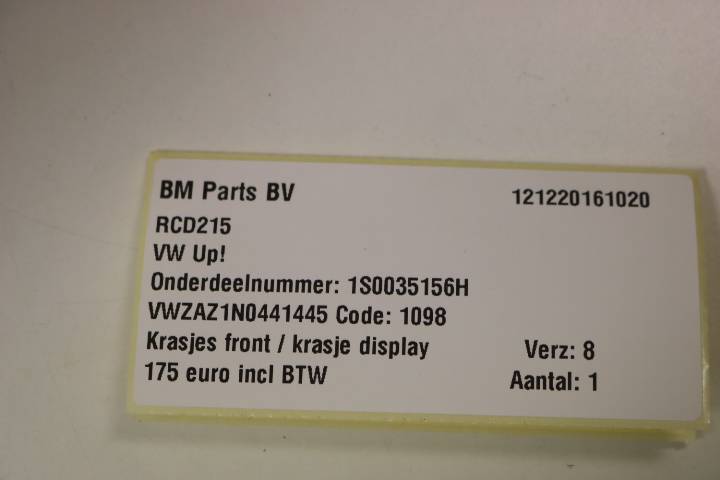 BM Parts BV 121220161020
RCD215
VW Up!
Onderdeelnummer: 1S0035156H
VWZAZ1N0441445 Code: 1098
Krasjes front / krasje display Verz: 8
175 euro incl BTW Aantal: 1